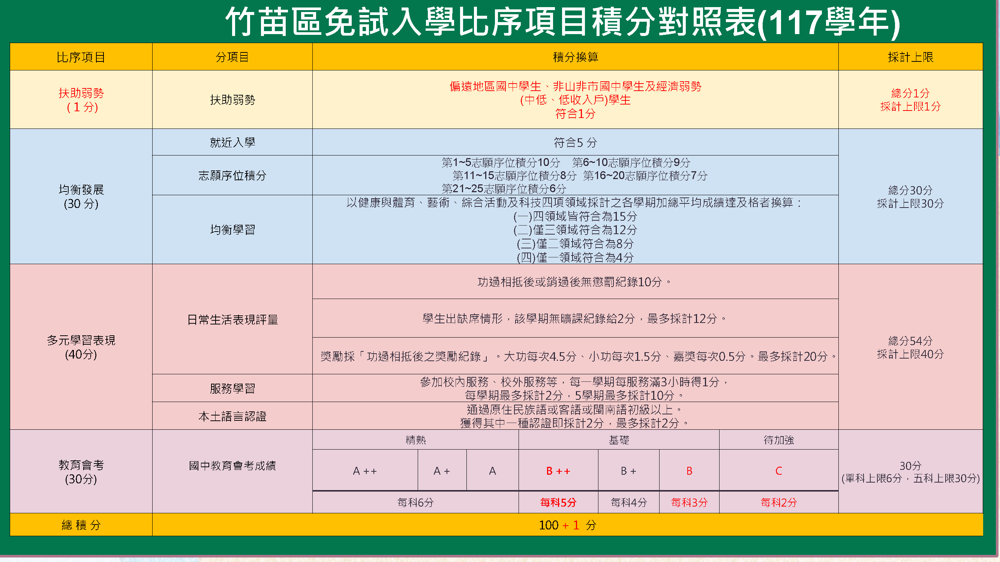 竹苗區免試入學比序項目積分對照表(117學年)
比序項目 分項目 積分換算 採計上限
扶助弱勢
( 1 分)
扶助弱勢
偏遠地區國中學生、非山非市國中學生及經濟弱勢
(中低、低收入戶)學生
符合1分
總分1分
採計上限1分
均衡發展
(30 分)
就近入學
符合5 分
志願序位積分
第1~5志願序位積分10分 第6~10志願序位積分9分
第11~15志願序位積分8分 第16~20志願序位積分7分
第21~25志願序位積分6分
均衡學習
以健康與體育、藝術、綜合活動及科技四項領域採計之各學期加總平均成績達及格者換算：
(一)四領域皆符合為15分
(二)僅三領域符合為12分
(三)僅二領域符合為8分
(四)僅一領域符合為4分
總分30分
採計上限30分
多元學習表現
(40分)
日常生活表現評量
功過相抵後或銷過後無懲罰紀錄10分。
學生出缺席情形，該學期無曠課紀錄給2分，最多採計12分。
獎勵採「功過相抵後之獎勵紀錄」。大功每次4.5分、小功每次1.5分、嘉獎每次0.5分。最多採計20分。
服務學習
參加校內服務、校外服務等，每一學期每服務滿3小時得1分，
每學期最多採計2分，5學期最多採計10分。
本土語言認證
通過原住民族語或客語或閩南語初級以上。
獲得其中一種認證即採計2分，最多採計2分。
總分54分
採計上限40分
教育會考
(30分)
國中教育會考成績
精熟 基礎 待加強
A ++ A + A B ++ B + B C
每科6分 每科5分 每科4分 每科3分 每科2分
30分
(單科上限6分，五科上限30分)
總 積 分 100 + 1 分